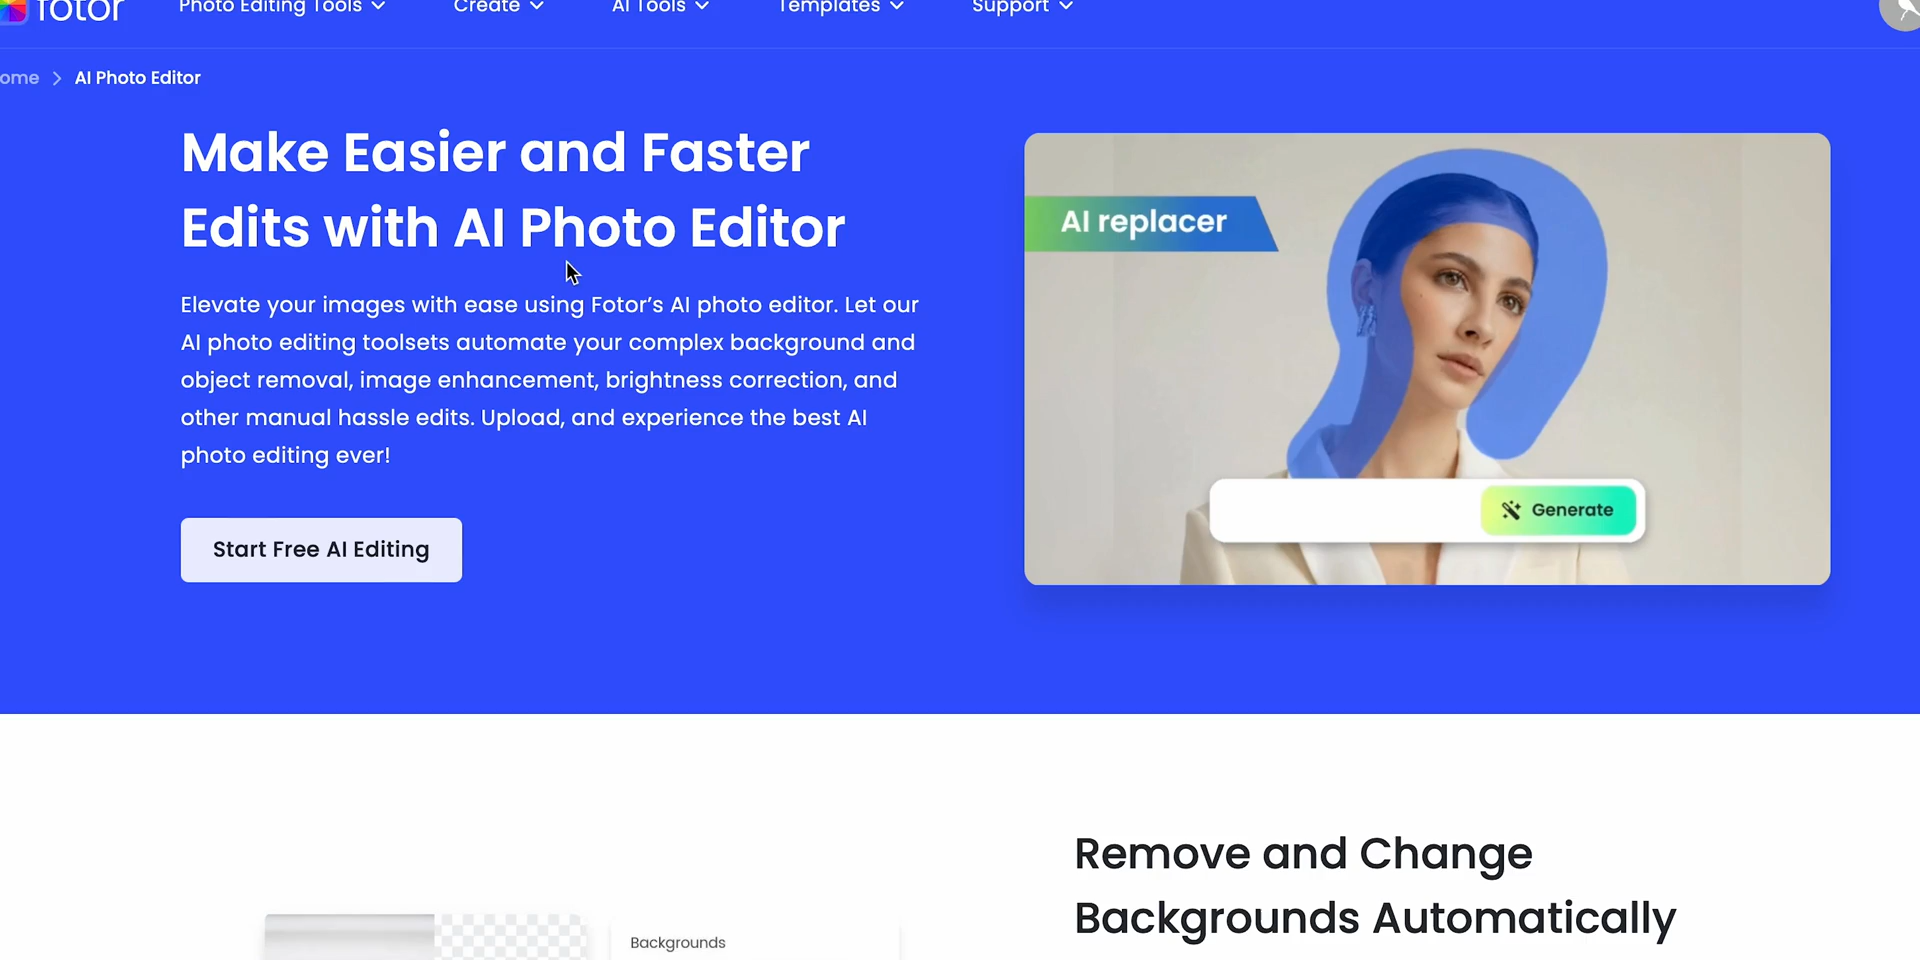 fotor
Photo Editing Tools
Create
AI Tools
Templates
Support
ome > AI Photo Editor
Make Easier and Faster
Edits with AI Photo Editor
Elevate your images with ease using Fotor’s AI photo editor. Let our
AI photo editing toolsets automate your complex background and
object removal, image enhancement, brightness correction, and
other manual hassle edits. Upload, and experience the best AI
photo editing ever!
Start Free AI Editing
AI replacer
Generate
Remove and Change
Backgrounds Automatically
Backgrounds